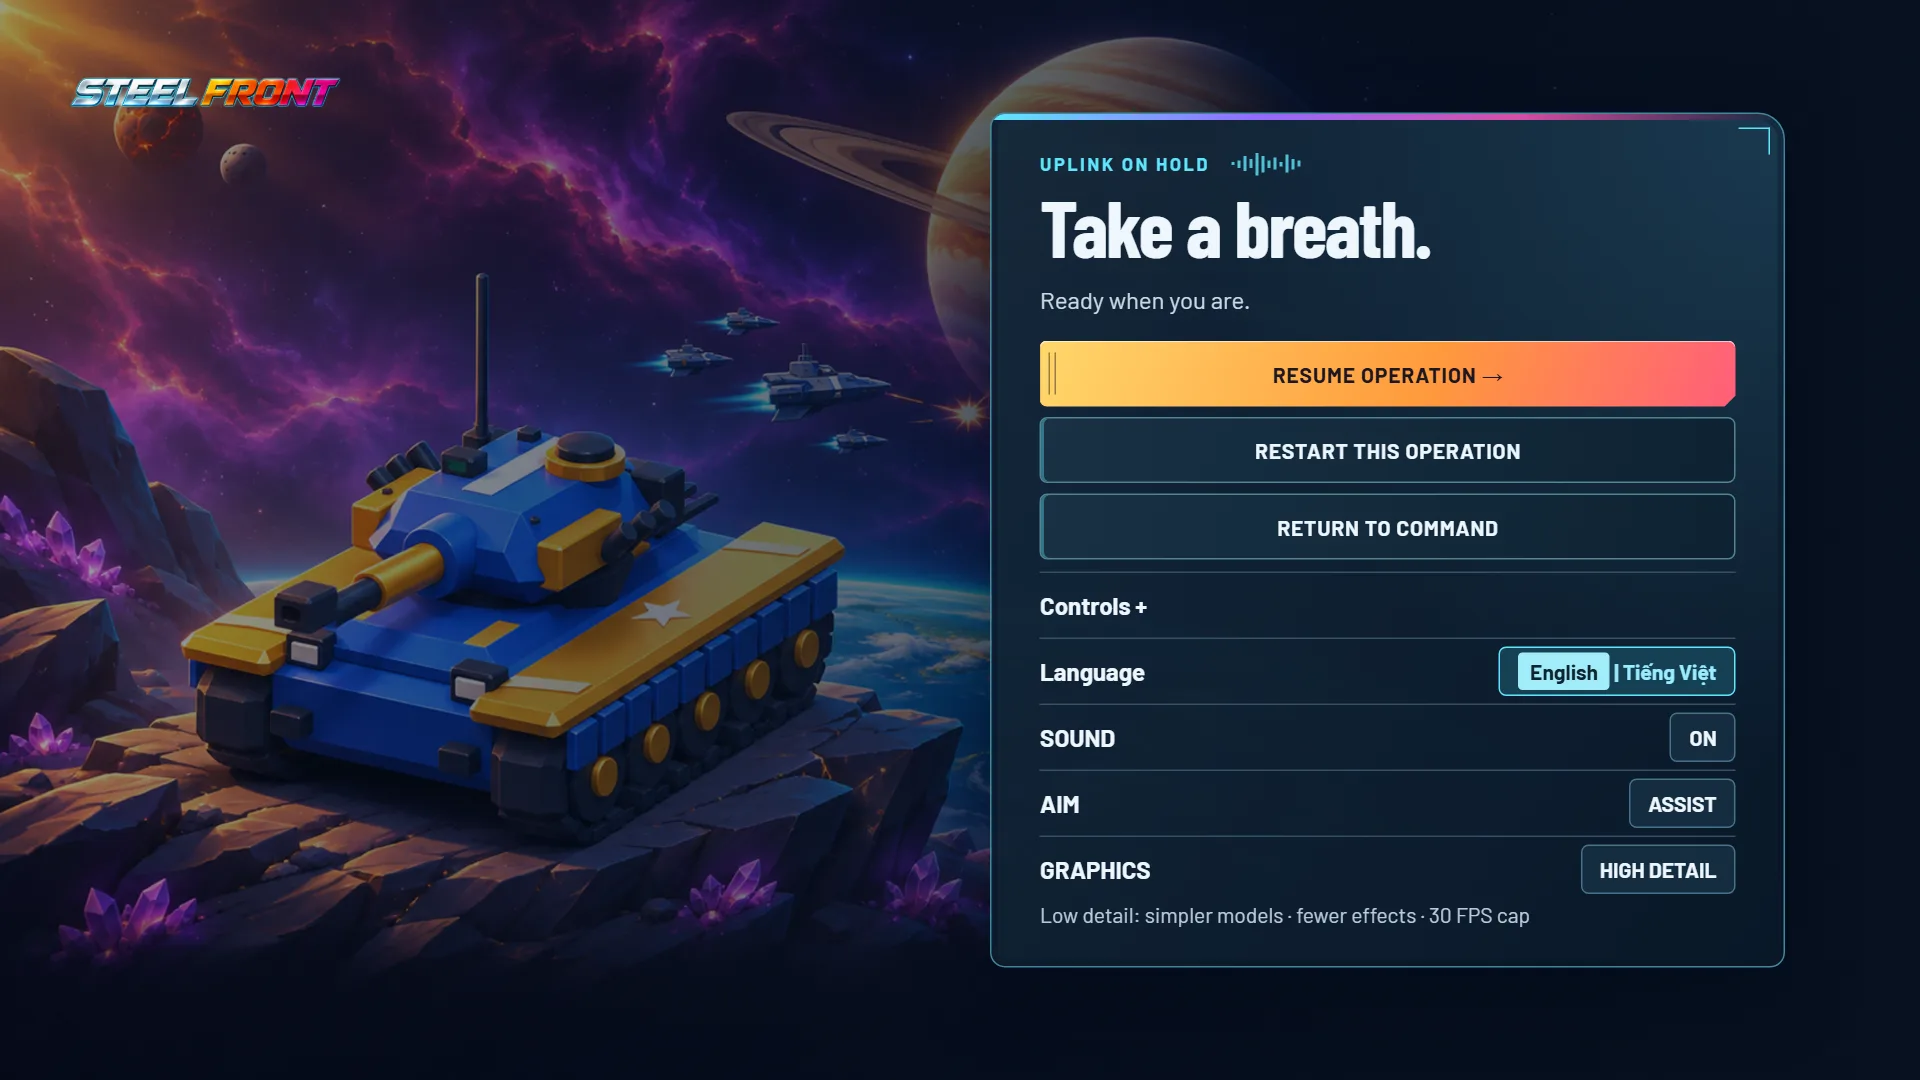 STEEL FRONT
UPLINK ON HOLD
Take a breath.
Ready when you are.
RESUME OPERATION →
RESTART THIS OPERATION
RETURN TO COMMAND
Controls +
Language English | Tiếng Việt
SOUND ON
AIM ASSIST
GRAPHICS HIGH DETAIL
Low detail: simpler models · fewer effects · 30 FPS cap